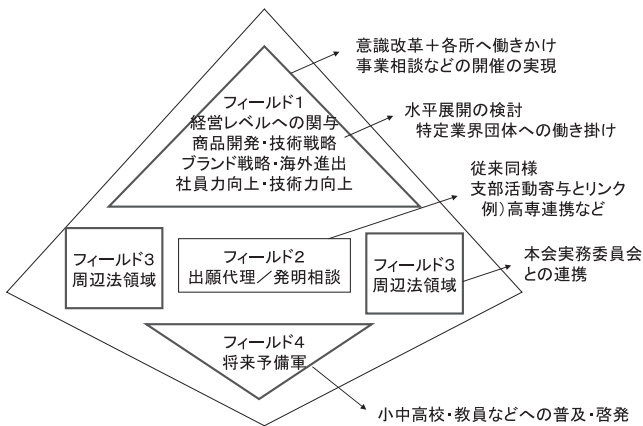 意識改革＋各所へ働きかけ
事業相談などの開催の実現
フィールド1
経営レベルへの関与
商品開発・技術戦略
ブランド戦略・海外進出
社員力向上・技術力向上
水平展開の検討
特定業界団体への働き掛け
従来同様
支部活動寄与とリンク
例）高専連携など
フィールド3
周辺法領域
フィールド2
出願代理／発明相談
フィールド3
周辺法領域
本会実務委員会
との連携
フィールド4
将来予備軍
小中高校・教員などへの普及・啓発